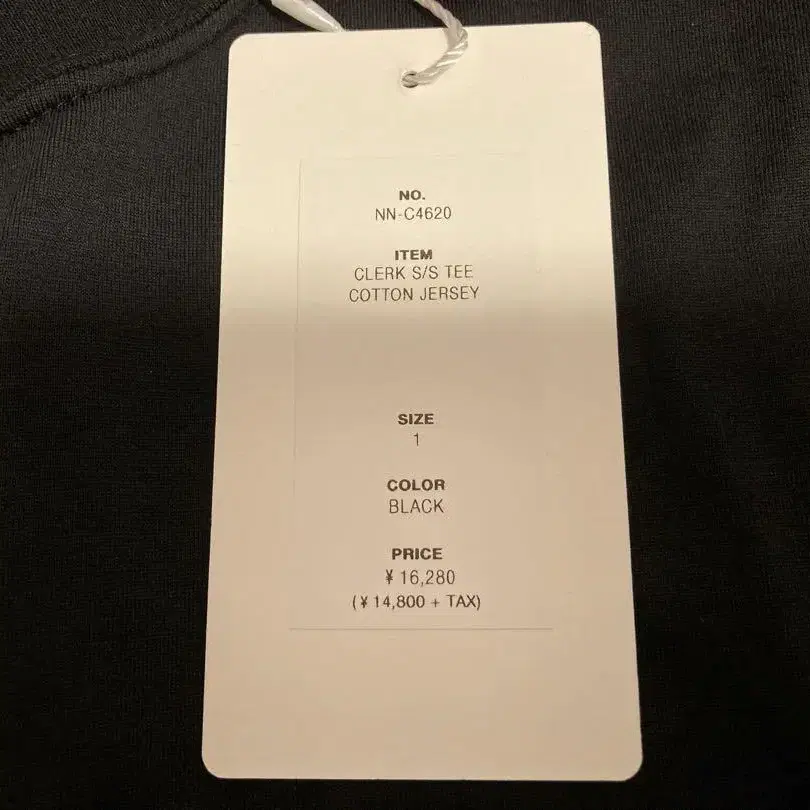 NO.
NN-C4620
ITEM
CLERK S/S TEE
COTTON JERSEY
SIZE
1
COLOR
BLACK
PRICE
¥ 16,280
(¥ 14,800 + TAX)